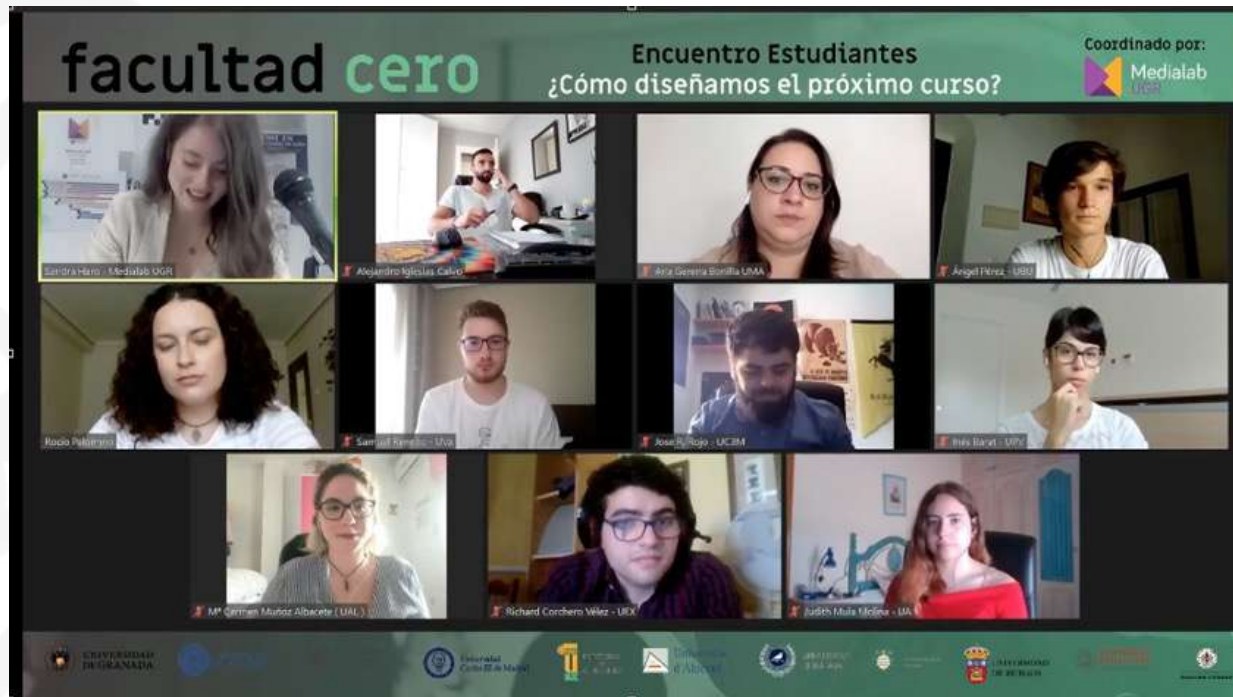 facultad cero
Encuentro Estudiantes
¿Cómo diseñamos el próximo curso?
Coordinado por:
Medialab
UGR
Sandra Haro - Medialab UGR
Alejandro Iglesias Calvo
Ana Gerena Bonilla UMA
Ángel Pérez - UBU
Rocío Palomino
Samuel - UVa
Jose R. Rojo - UC3M
Inés Barat - UPV
Mª Carmen Muñoz Albacete ( UAL )
Richard Corchero Vélez - UEX
Judith Mula Molina - UA
UNIVERSIDAD
DE GRANADA
Universidad
Carlos III de Madrid
Universitat
d'Alacant
UNIVERSIDAD
DE BURGOS